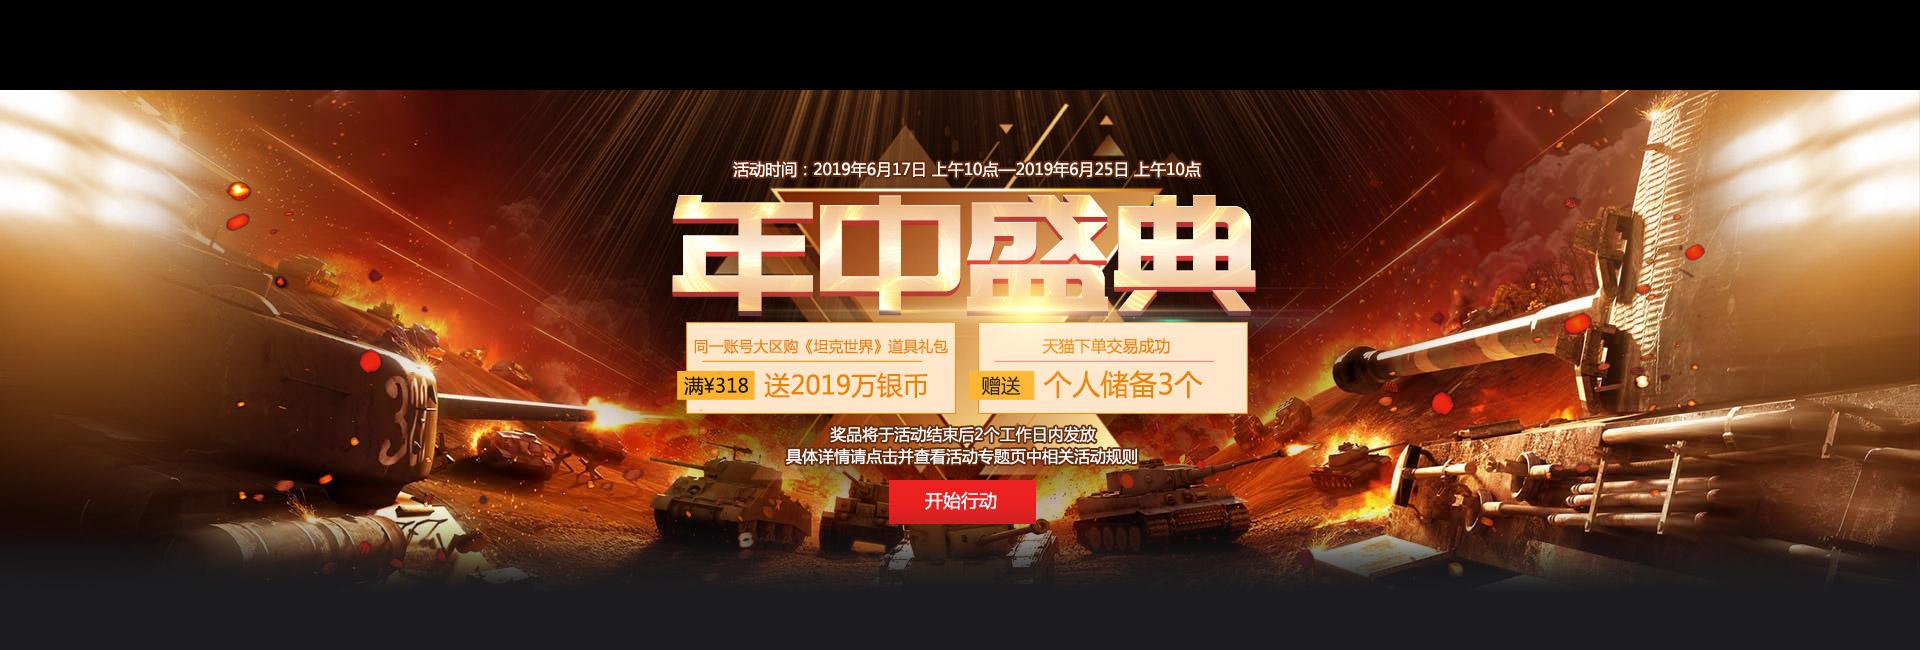 活动时间：2019年6月17日 上午10点—2019年6月25日 上午10点
年中盛典
同一账号大区购《坦克世界》道具礼包
满¥318 送2019万银币
天猫下单交易成功
赠送 个人储备3个
奖品将于活动结束后2个工作日内发放
具体详情请点击并查看活动专题页中相关活动规则
开始行动